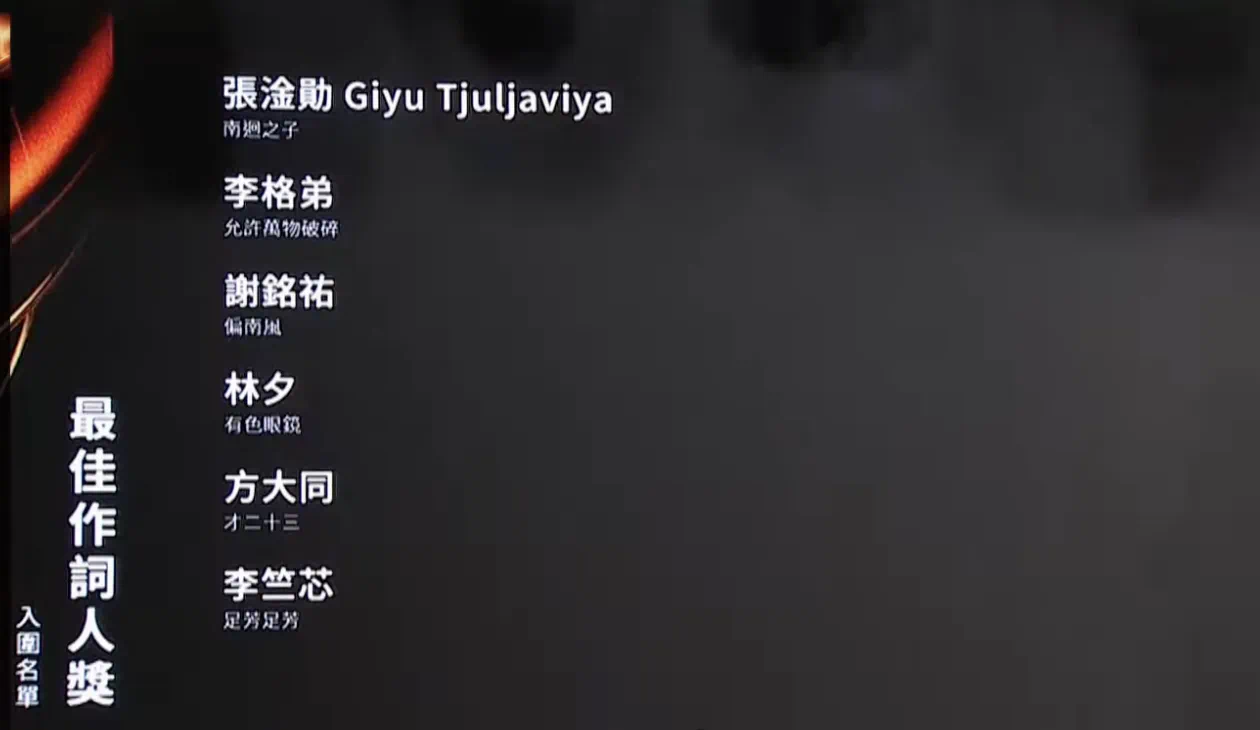 張淦勛 Giyu Tjuljaviya
南迴之子
李格弟
允許萬物破碎
謝銘祐
偏南風
林夕
有色眼鏡
方大同
才二十三
李竺芯
足芳足芳
最佳作詞人獎
入圍名單